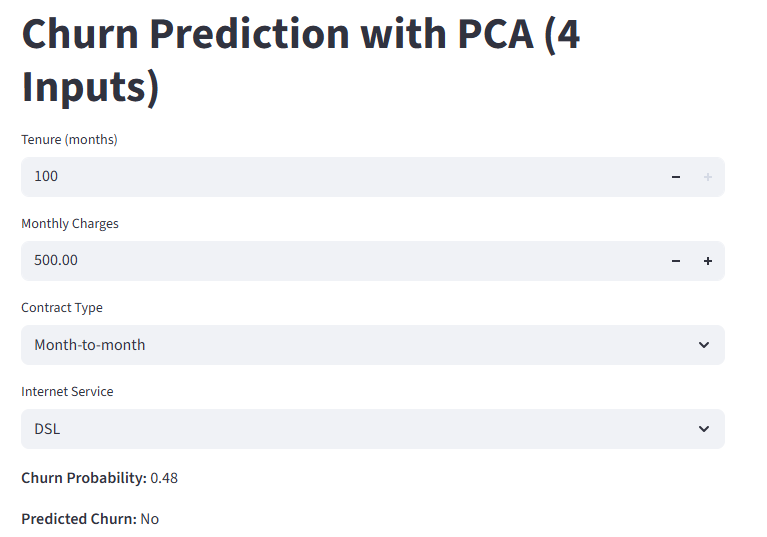 Churn Prediction with PCA (4
Inputs)
Tenure (months)
100
Monthly Charges
500.00
Contract Type
Month-to-month
Internet Service
DSL
Churn Probability: 0.48
Predicted Churn: No